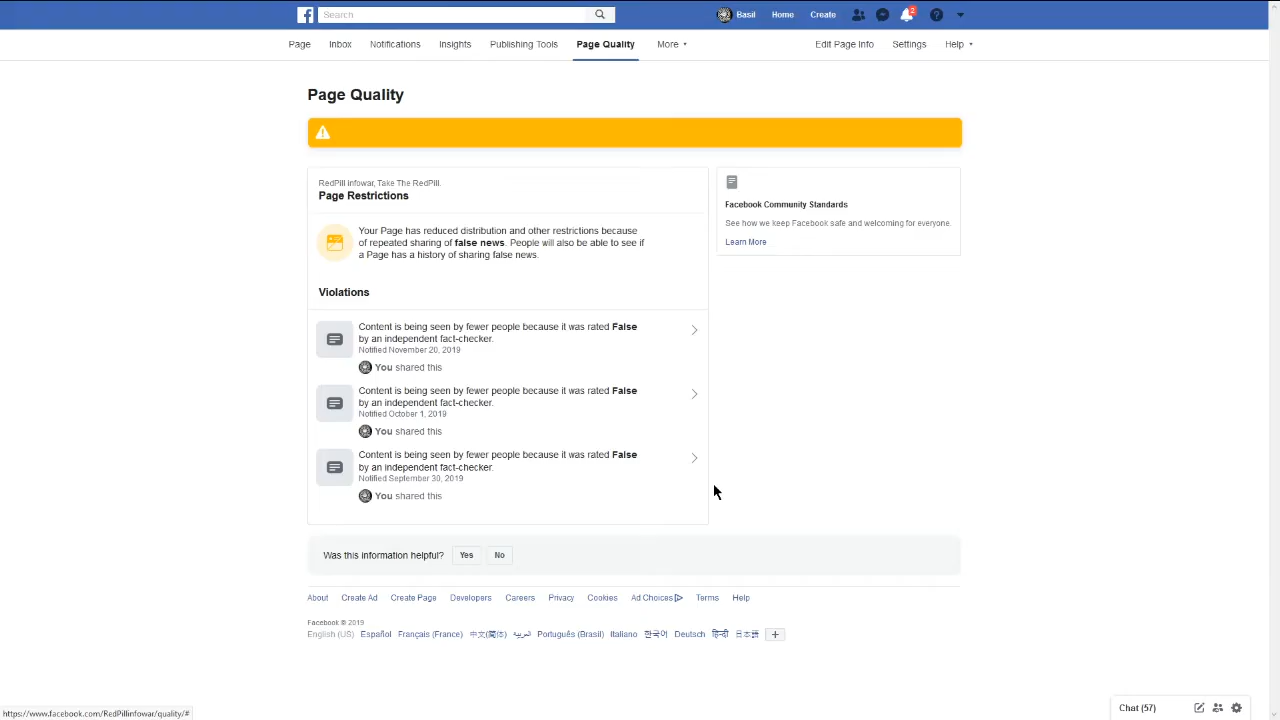 Search
Basil
Home
Create
2
Page
Inbox
Notifications
Insights
Publishing Tools
Page Quality
More
Edit Page Info
Settings
Help
Page Quality
RedPill Infowar, Take The RedPill.
Page Restrictions
Your Page has reduced distribution and other restrictions because
of repeated sharing of false news. People will also be able to see if
a Page has a history of sharing false news.
Violations
Content is being seen by fewer people because it was rated False
by an independent fact-checker.
Notified November 20, 2019
You shared this
Content is being seen by fewer people because it was rated False
by an independent fact-checker.
Notified October 1, 2019
You shared this
Content is being seen by fewer people because it was rated False
by an independent fact-checker.
Notified September 30, 2019
You shared this
Facebook Community Standards
See how we keep Facebook safe and welcoming for everyone.
Learn More
Was this information helpful?
Yes
No
About
Create Ad
Create Page
Developers
Careers
Privacy
Cookies
Ad Choices
Terms
Help
Facebook © 2019
English (US)
Español
Français (France)
中文(简体)
العربية
Português (Brasil)
Italiano
한국어
Deutsch
हिन्दी
日本語
https://www.facebook.com/RedPillinfowar/quality/#
Chat (57)